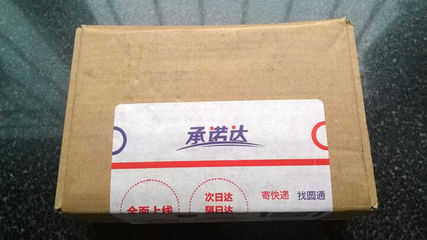 承诺达
寄快递 找圆通
全面上线
次日达
隔日达